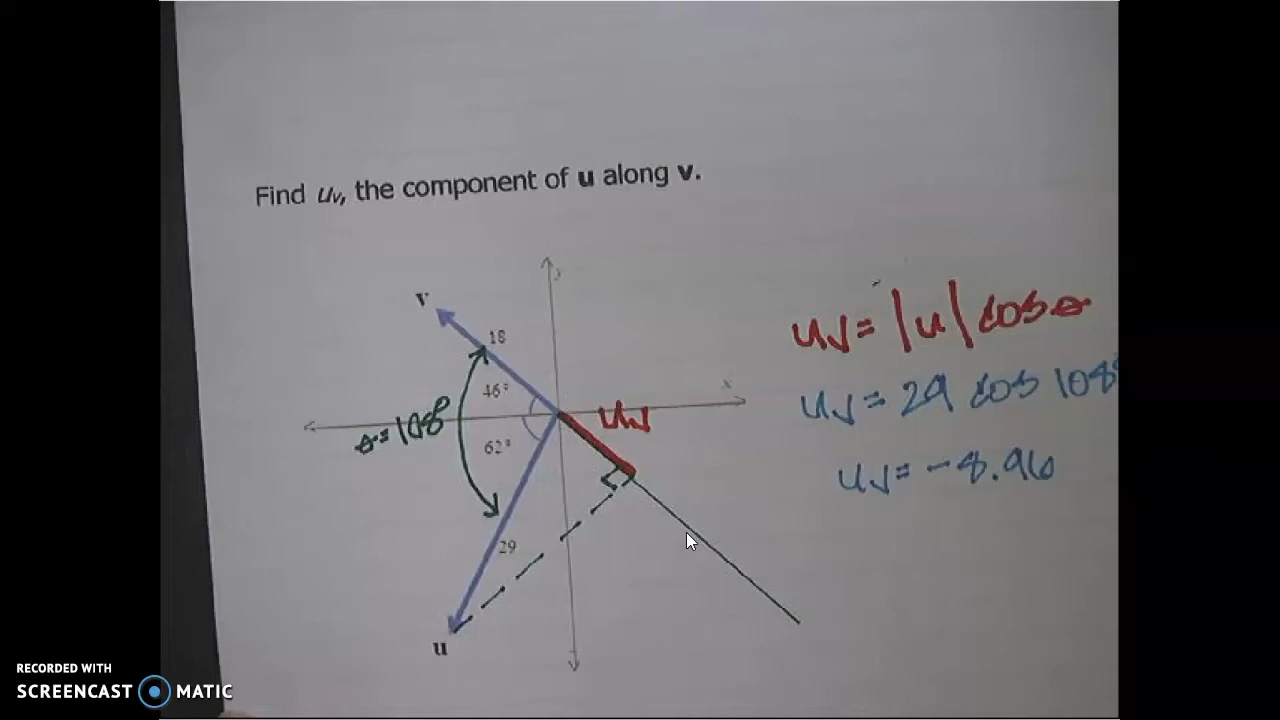 Find uᵥ, the component of u along v.
y
v
18
uv = |u| cos θ
x
46°
uv = 29 cos 108°
uv
θ=108°
62°
uv = -8.96
29
u
RECORDED WITH
SCREENCAST MATIC